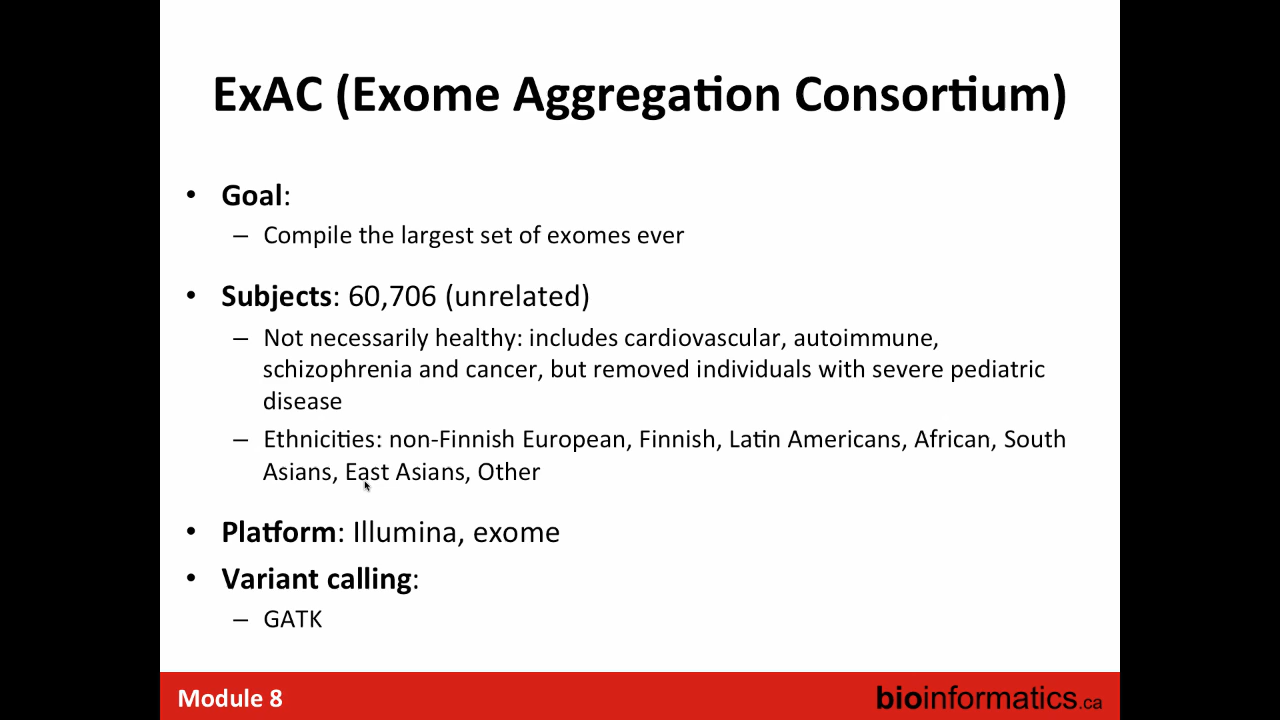 ExAC (Exome Aggregation Consortium)
• Goal:
– Compile the largest set of exomes ever
• Subjects: 60,706 (unrelated)
– Not necessarily healthy: includes cardiovascular, autoimmune,
schizophrenia and cancer, but removed individuals with severe pediatric
disease
– Ethnicities: non-Finnish European, Finnish, Latin Americans, African, South
Asians, East Asians, Other
• Platform: Illumina, exome
• Variant calling:
– GATK
Module 8
bioinformatics.ca